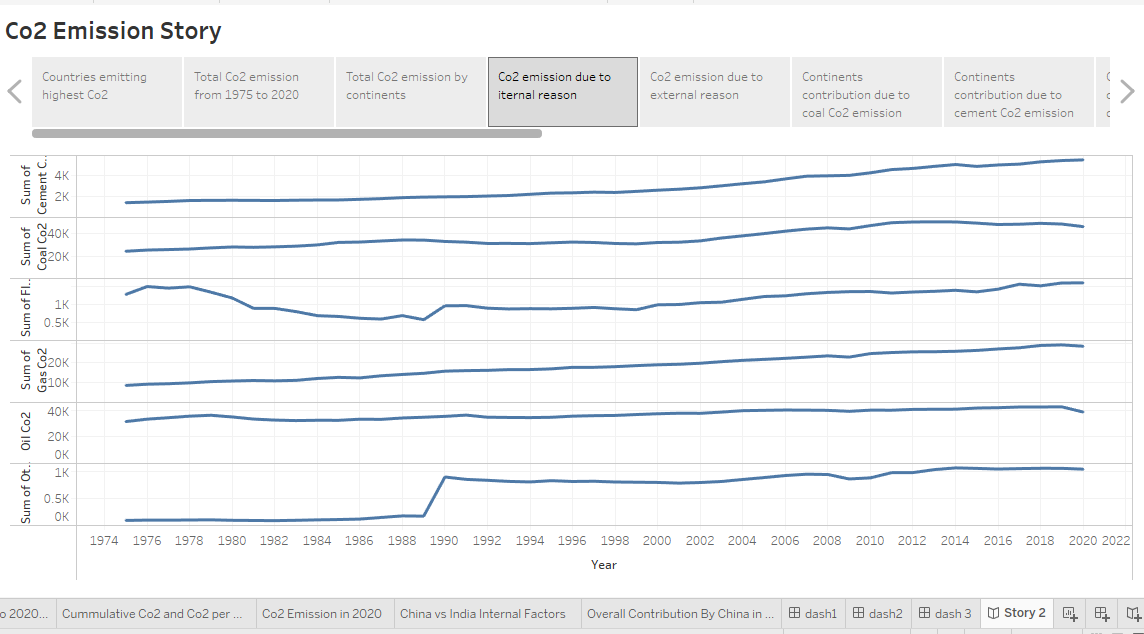 Co2 Emission Story
Countries emitting
highest Co2
Total Co2 emission
from 1975 to 2020
Total Co2 emission by
continents
Co2 emission due to
iternal reason
Co2 emission due to
external reason
Continents
contribution due to
coal Co2 emission
Continents
contribution due to
cement Co2 emission
Sum of
Cement C..
4K
2K
Sum of
Coal Co2
40K
20K
Sum of Fl..
1K
0.5K
Sum of
Gas Co2
20K
10K
Oil Co2
40K
20K
0K
Sum of Ot..
1K
0.5K
0K
1974 1976 1978 1980 1982 1984 1986 1988 1990 1992 1994 1996 1998 2000 2002 2004 2006 2008 2010 2012 2014 2016 2018 2020 2022
Year
o 2020... Cummulative Co2 and Co2 per ... Co2 Emission in 2020 China vs India Internal Factors Overall Contribution By China in ... dash1 dash2 dash 3 Story 2